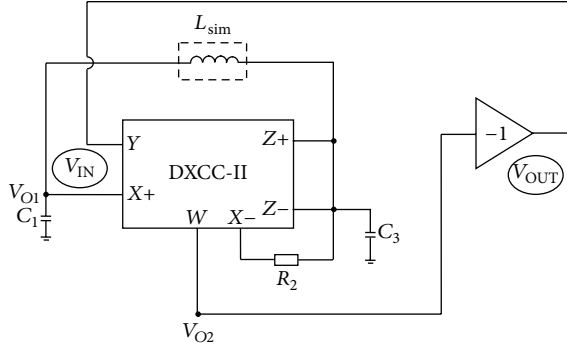 L_sim
Y
Z+
−1
V_IN
DXCC-II
V_OUT
V_O1
X+
C_1
W
X−
Z−
C_3
R_2
V_O2